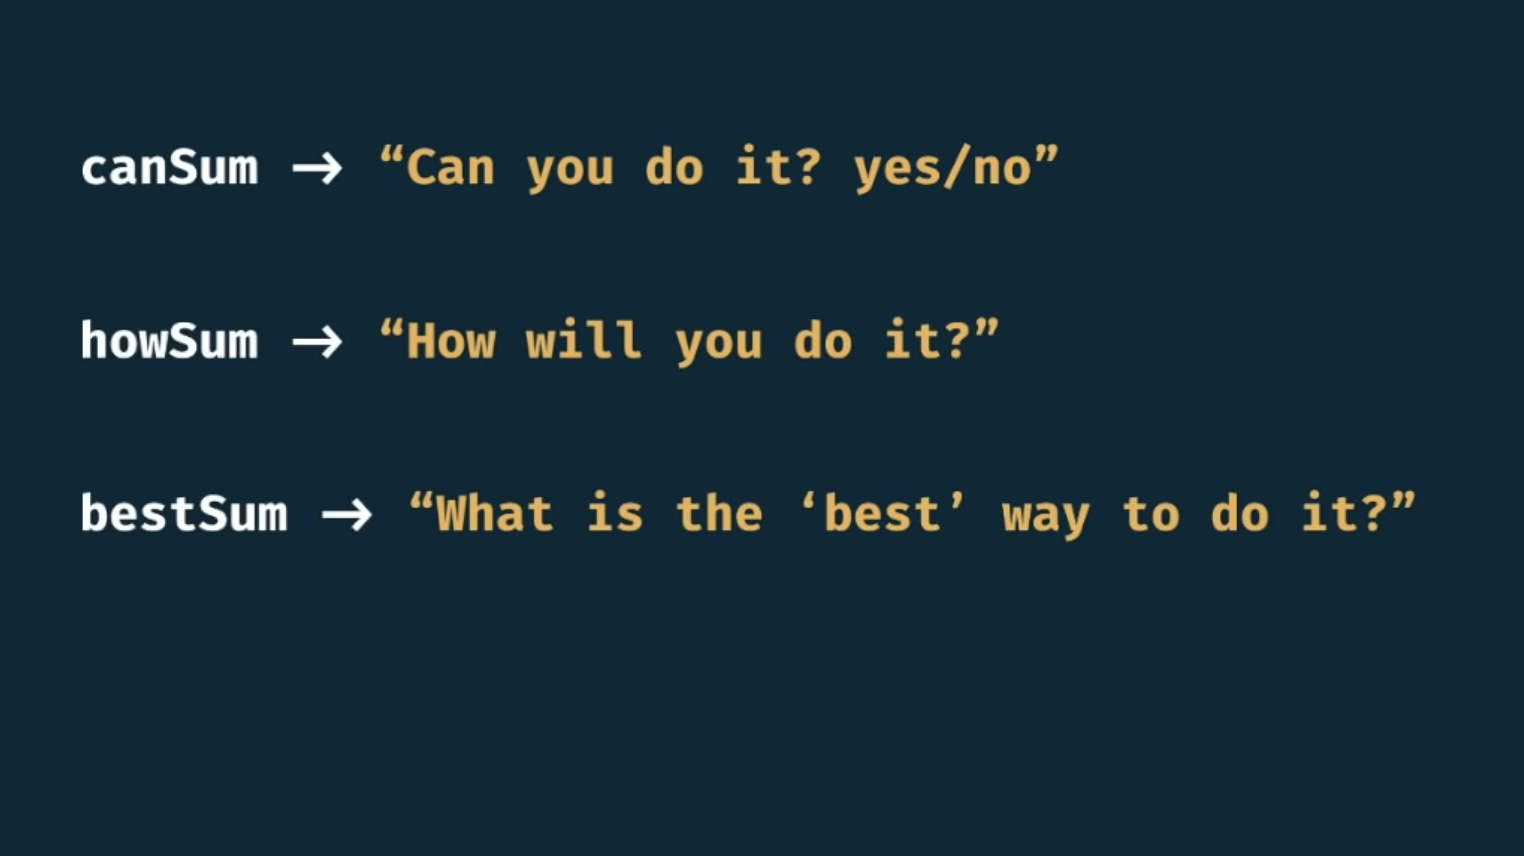 canSum → “Can you do it? yes/no”
howSum → “How will you do it?”
bestSum → “What is the ‘best’ way to do it?”